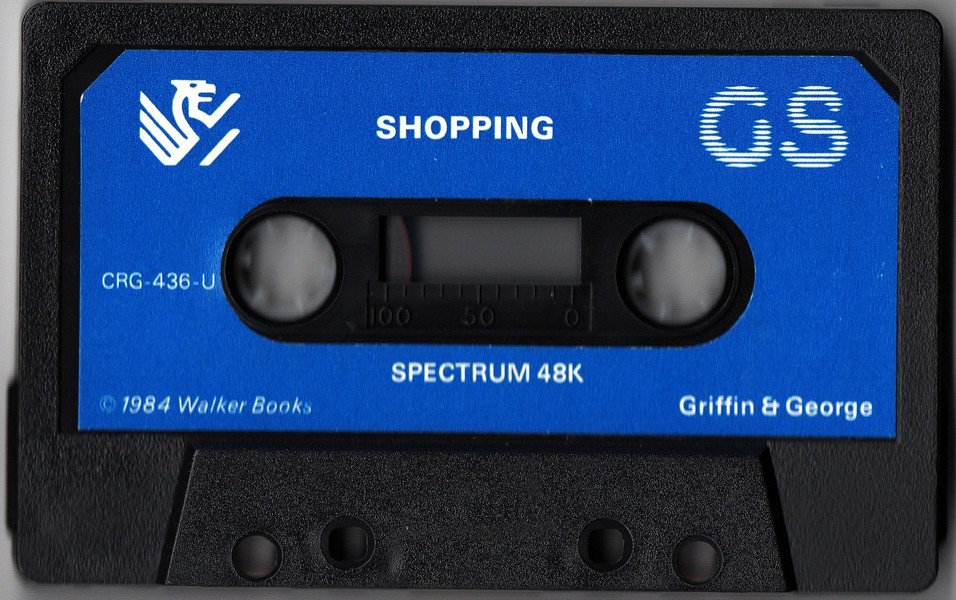 SHOPPING
GS
CRG-436-U
100 50 0
SPECTRUM 48K
© 1984 Walker Books
Griffin & George